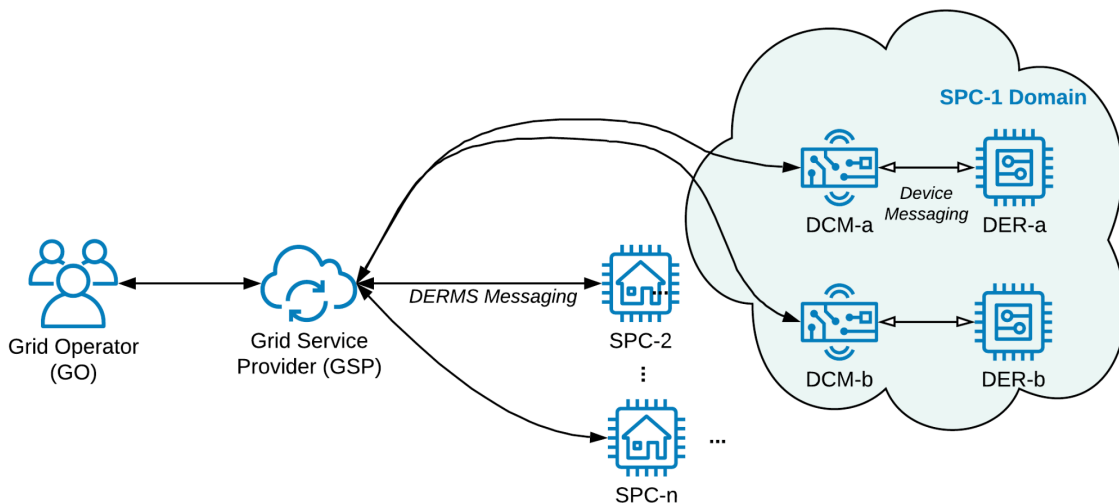 SPC-1 Domain
Device
Messaging
DCM-a
DER-a
Grid Operator
(GO)
Grid Service
Provider (GSP)
DERMS Messaging
...
SPC-2
...
DCM-b
DER-b
...
SPC-n